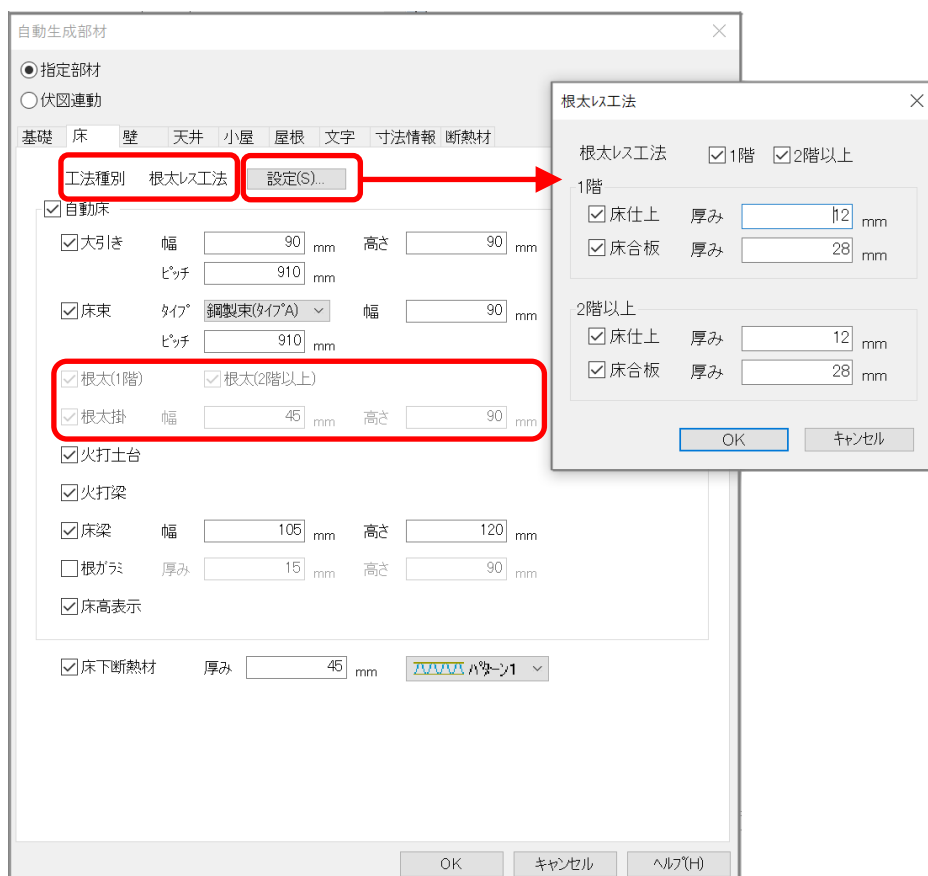 自動生成部材
指定部材
伏図連動
基礎 床 壁 天井 小屋 屋根 文字 寸法情報 断熱材
工法種別 根太レス工法 設定(S)...
自動床
大引き 幅 90 mm 高さ 90 mm
ピッチ 910 mm
床束 タイプ 鋼製束(タイプA) 幅 90 mm
ピッチ 910 mm
根太(1階) 根太(2階以上)
根太掛 幅 45 mm 高さ 90 mm
火打土台
火打梁
床梁 幅 105 mm 高さ 120 mm
根ガラミ 厚み 15 mm 高さ 90 mm
床高表示
床下断熱材 厚み 45 mm パターン1
OK キャンセル ヘルプ(H)
根太レス工法
根太レス工法 1階 2階以上
1階
床仕上 厚み 12 mm
床合板 厚み 28 mm
2階以上
床仕上 厚み 12 mm
床合板 厚み 28 mm
OK キャンセル